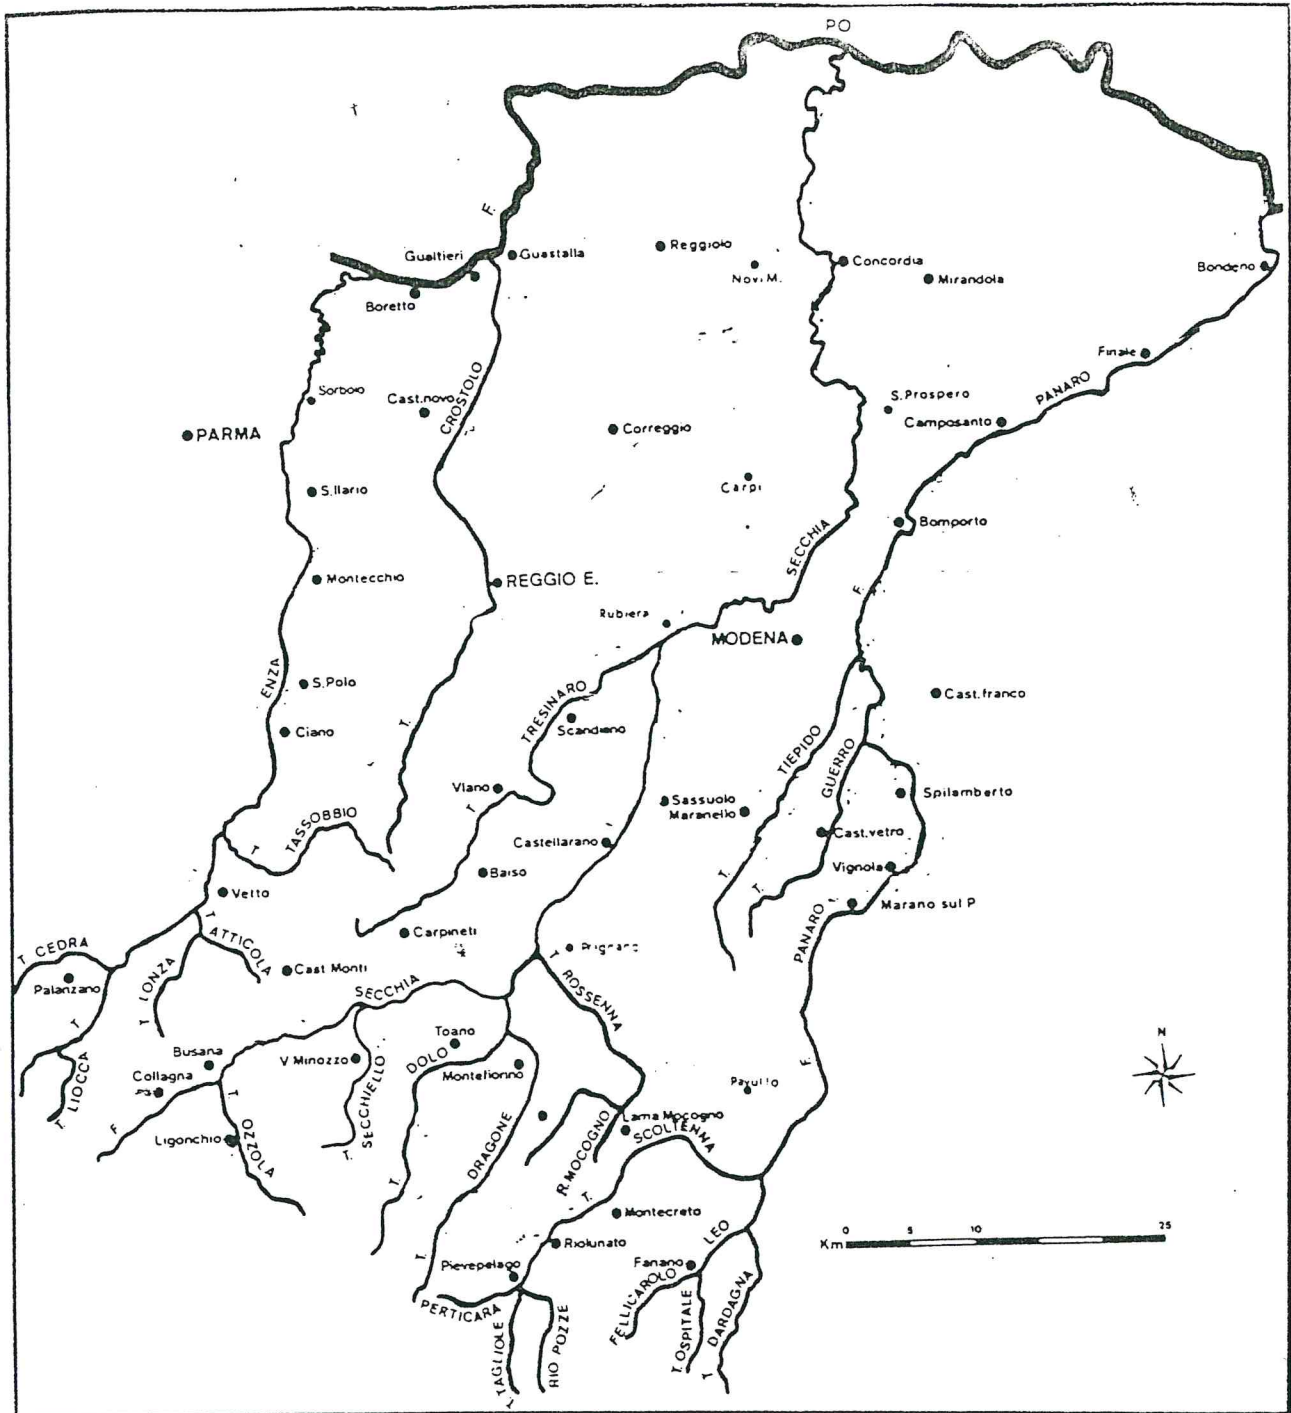 PO
F.
Gualtieri
Guastalla
Reggiolo
Novi M.
Concordia
Mirandola
Bondeno
Boretto
CROSTOLO
Finale
PANARO
Sorbolo
Cast.novo
S. Prospero
Camposanto
PARMA
Correggio
Carpi
S.Ilario
SECCHIA
Bomporto
Montecchio
REGGIO E.
F.
Rubiera
MODENA
ENZA
S.Polo
TRESINARO
Cast.franco
Ciano
T.
Scandiano
TIEPIDO
GUERRO
Viano
T.
Sassuolo
Maranello
Spilamberto
T.
TASSOBBIO
Castellarano
Cast.vetro
Baiso
Vignola
T.
T.
Vetto
Marano sul P.
T.
ATTICOLA
Carpineti
Prignano
PANARO
T. CEDRA
Palanzano
T. LONZA
Cast Monti
SECCHIA
T. ROSSENNA
T.
Busana
V Minozzo
Toano
DOLO
N
Collagna
T. LIOCCA
Montefiorino
F.
Pavullo
F
T. OZZOLA
Ligonchio
T. SECCHIELLO
DRAGONE
R. MOCOGNO
Lama Mocogno
SCOLTENNA
T.
T.
Montecreto
LEO
0 5 10 25
Km
T.
Riolunato
Pievepelago
Fanano
PERTICARA
FELLICAROLO
T. TAGLIOLE
RIO POZZE
T. OSPITALE
T DARDAGNA